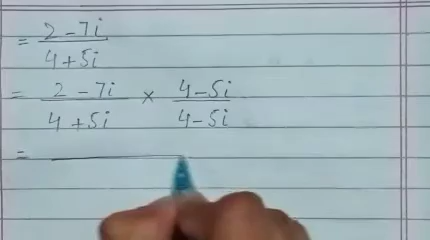 = (2 - 7i)/(4 + 5i)
= (2 - 7i)/(4 + 5i) × (4 - 5i)/(4 - 5i)
=